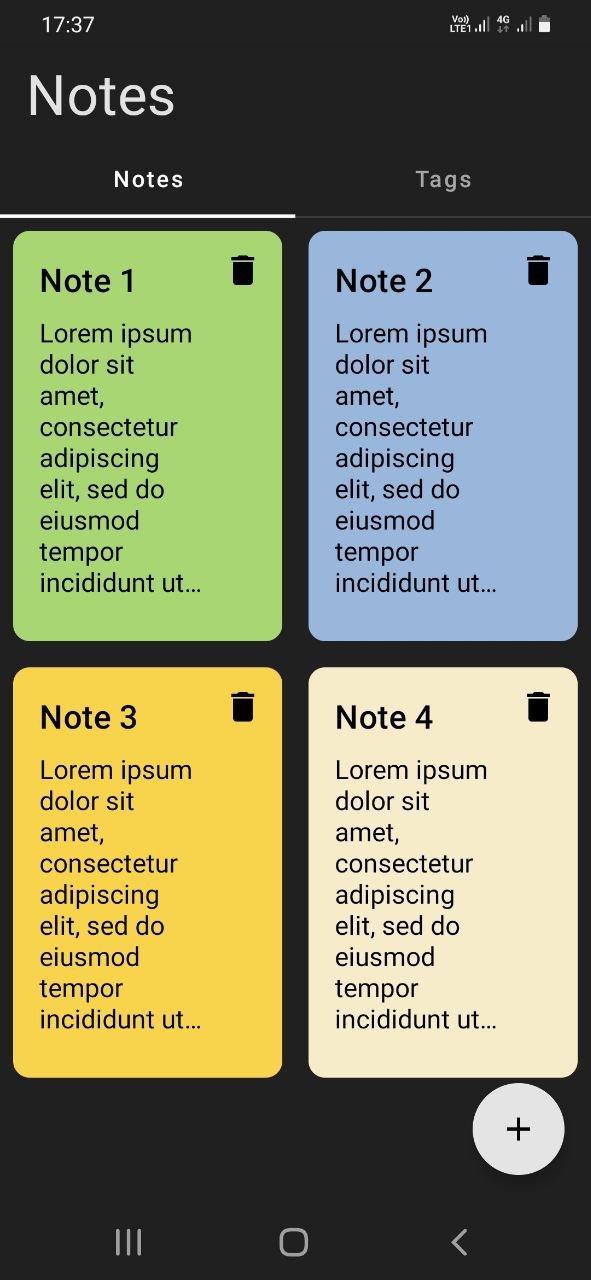 17:37
Vo)) LTE1 4G
Notes
Notes Tags
Note 1
Lorem ipsum
dolor sit
amet,
consectetur
adipiscing
elit, sed do
eiusmod
tempor
incididunt ut...
Note 2
Lorem ipsum
dolor sit
amet,
consectetur
adipiscing
elit, sed do
eiusmod
tempor
incididunt ut...
Note 3
Lorem ipsum
dolor sit
amet,
consectetur
adipiscing
elit, sed do
eiusmod
tempor
incididunt ut...
Note 4
Lorem ipsum
dolor sit
amet,
consectetur
adipiscing
elit, sed do
eiusmod
tempor
incididunt ut...